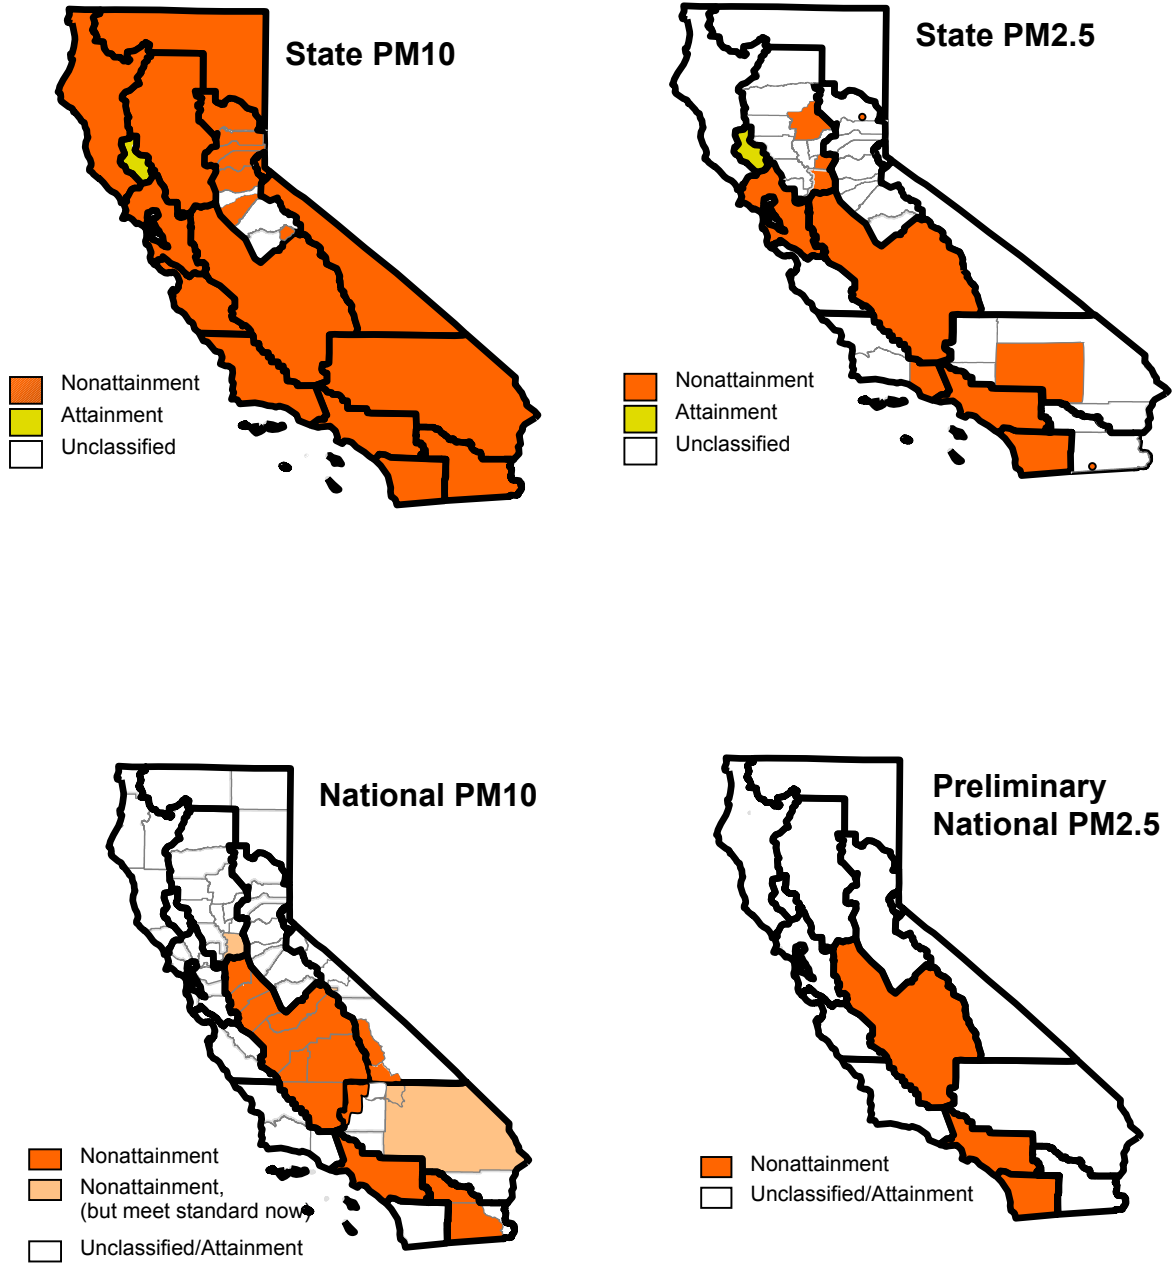 State PM10
Nonattainment
Attainment
Unclassified
State PM2.5
Nonattainment
Attainment
Unclassified
National PM10
Nonattainment
Nonattainment,
(but meet standard now)
Unclassified/Attainment
Preliminary
National PM2.5
Nonattainment
Unclassified/Attainment